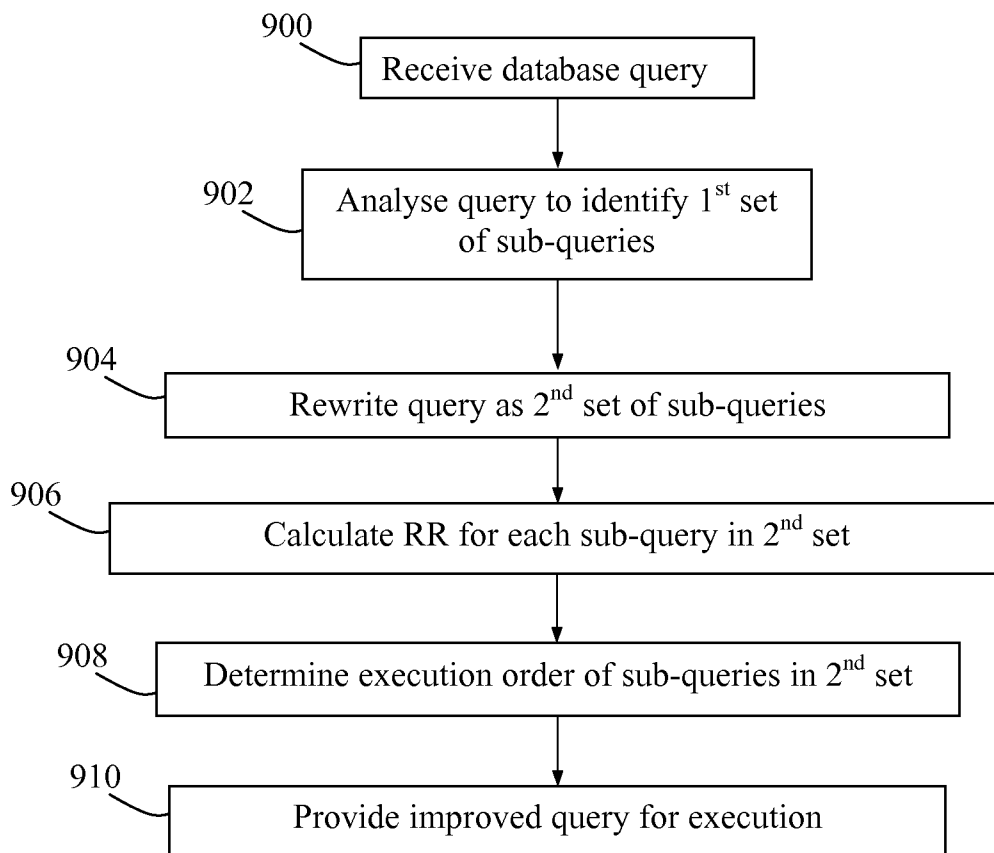 900
Receive database query
902
Analyse query to identify 1st set
of sub-queries
904
Rewrite query as 2nd set of sub-queries
906
Calculate RR for each sub-query in 2nd set
908
Determine execution order of sub-queries in 2nd set
910
Provide improved query for execution